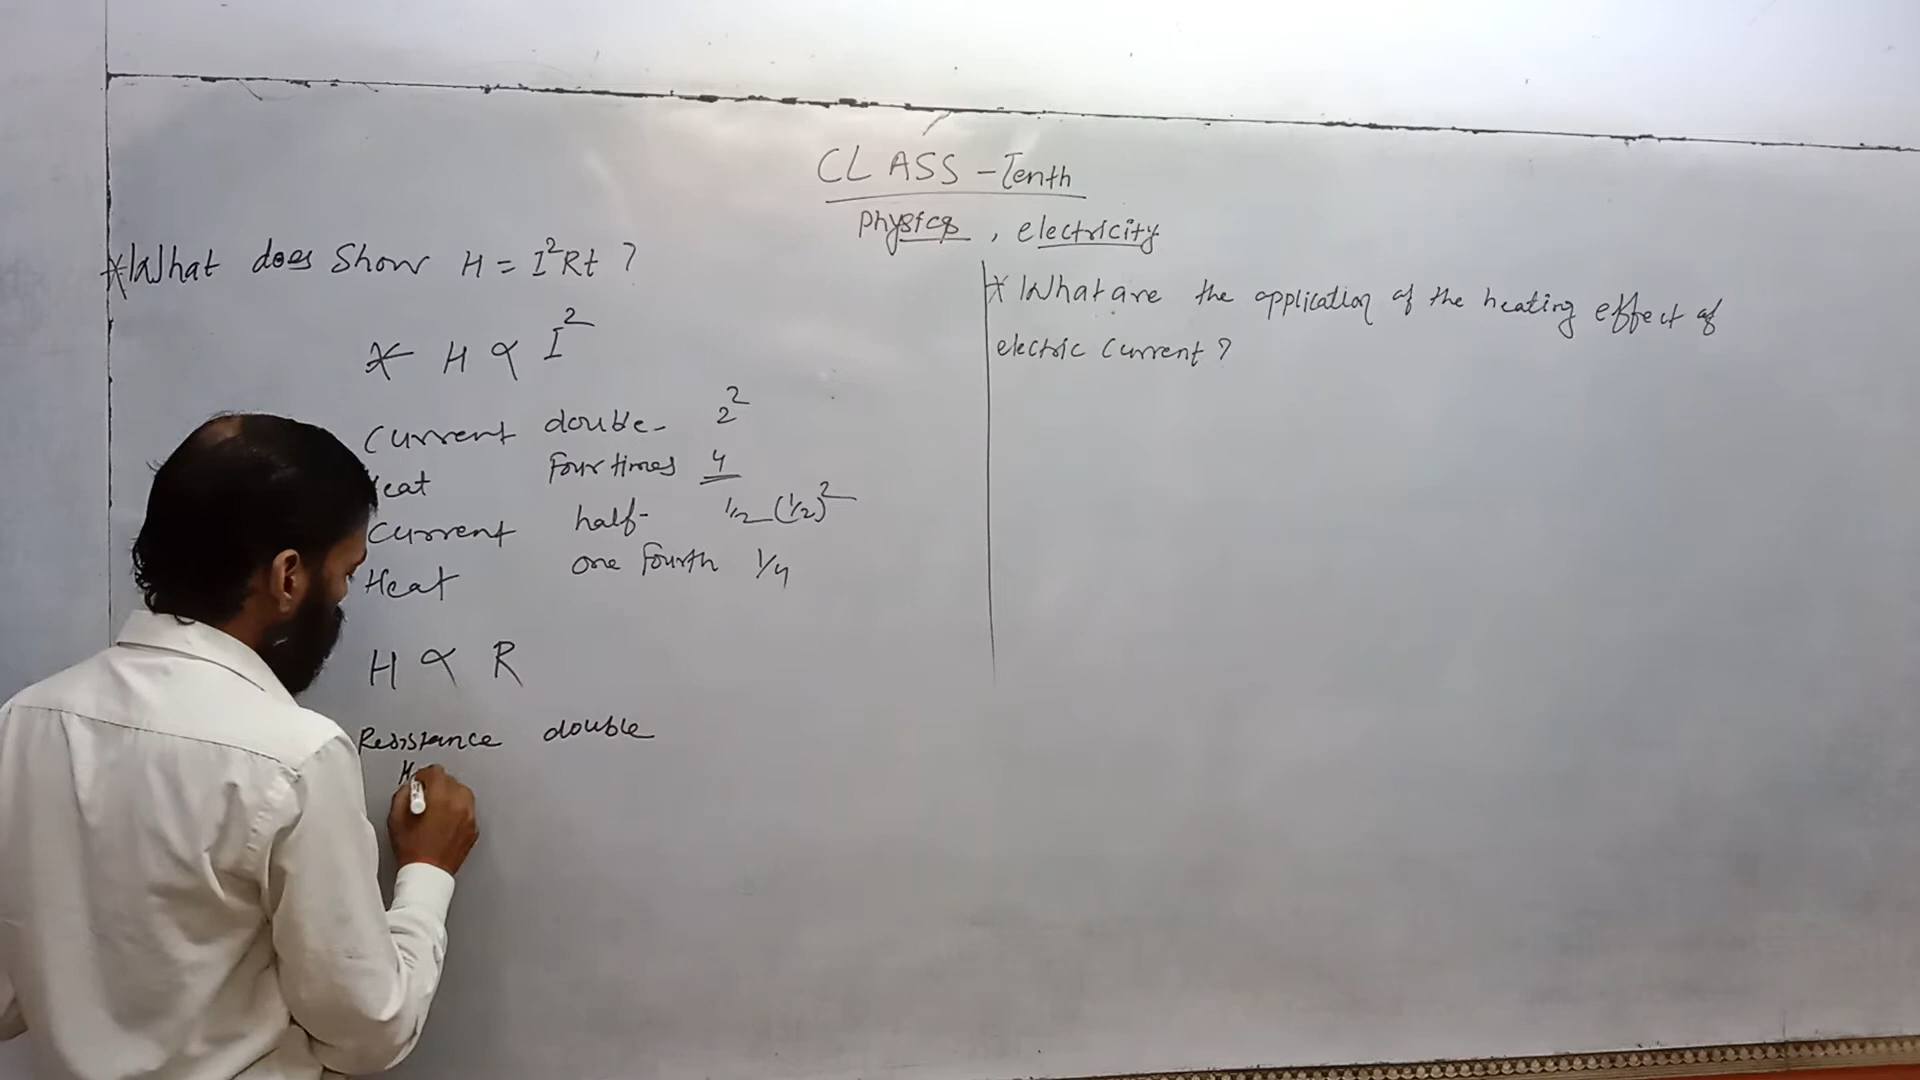 CLASS - Tenth
Physics, electricity
* What does Show H = I²Rt ?
* H ∝ I²
Current double - 2²
eat Four times 4
Current half - 1/2 (1/2)²
Heat one fourth 1/4
H ∝ R
Resistance double
H
* What are the application of the heating effect of
electric Current ?